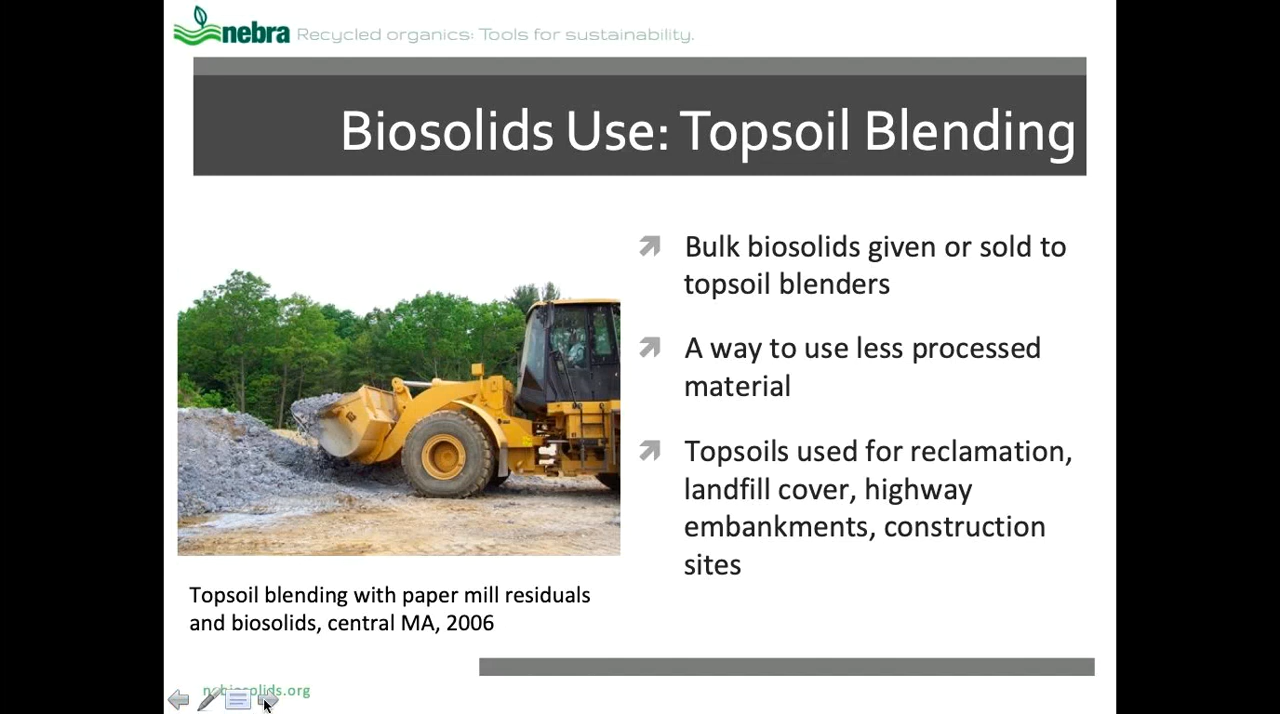 nebra Recycled organics: Tools for sustainability.
Biosolids Use: Topsoil Blending
Bulk biosolids given or sold to
topsoil blenders
A way to use less processed
material
Topsoils used for reclamation,
landfill cover, highway
embankments, construction
sites
Topsoil blending with paper mill residuals
and biosolids, central MA, 2006